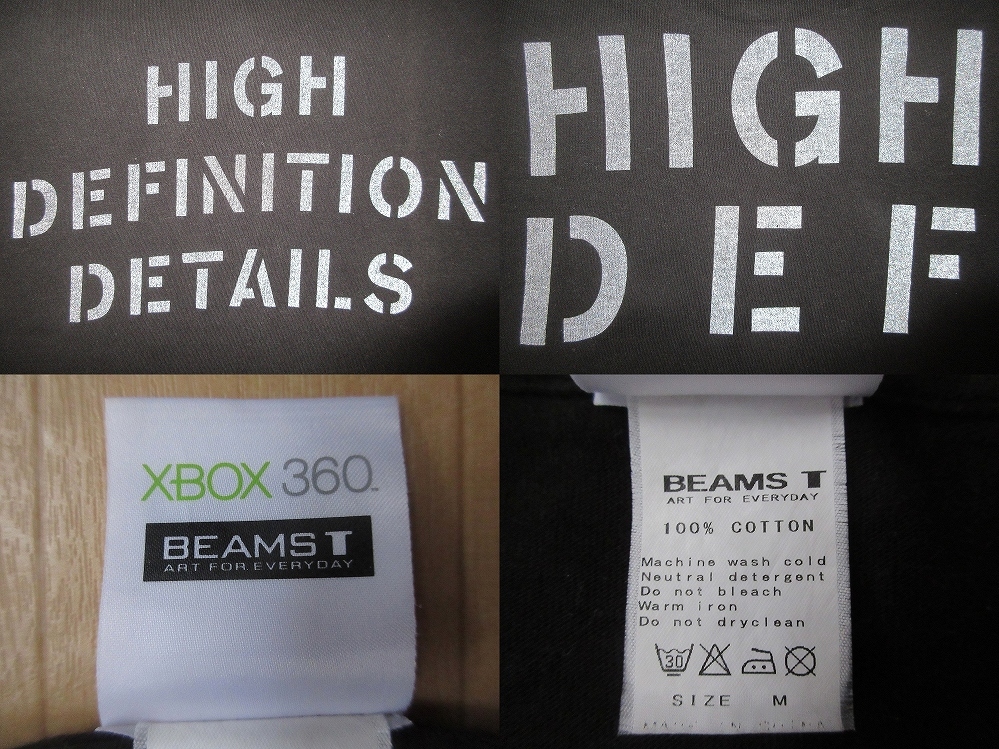 HIGH
DEFINITION
DETAILS
HIGH
DEF
XBOX 360
BEAMS T
ART FOR EVERYDAY
BEAMS T
ART FOR EVERYDAY
100% COTTON
Machine wash cold
Neutral detergent
Do not bleach
Warm iron
Do not dryclean
30
SIZE M